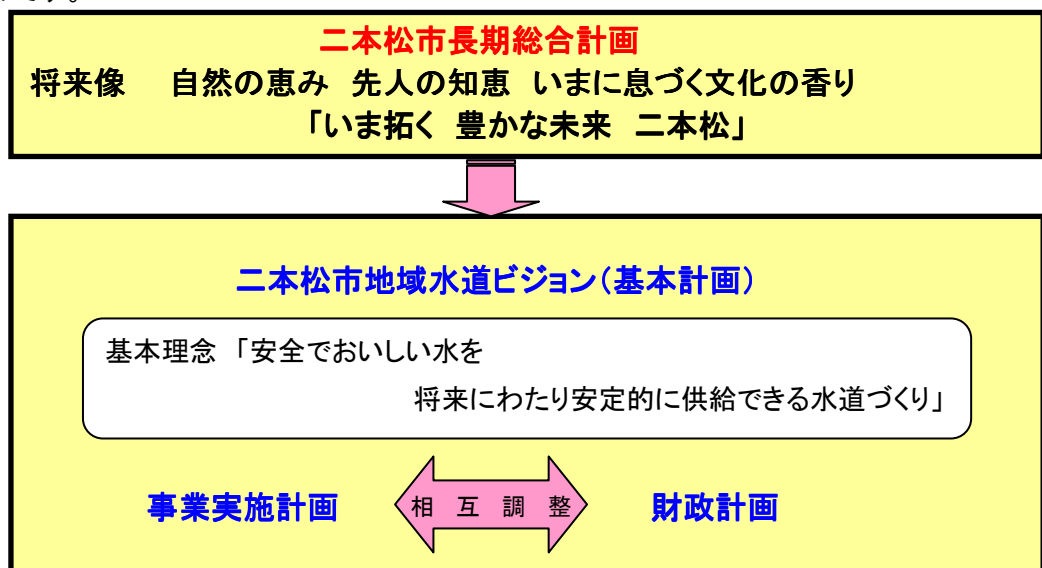 二本松市長期総合計画
将来像　自然の恵み　先人の知恵　いまに息づく文化の香り
「いま拓く　豊かな未来　二本松」
二本松市地域水道ビジョン（基本計画）
基本理念　「安全でおいしい水を
将来にわたり安定的に供給できる水道づくり」
事業実施計画　相　互　調　整　財政計画